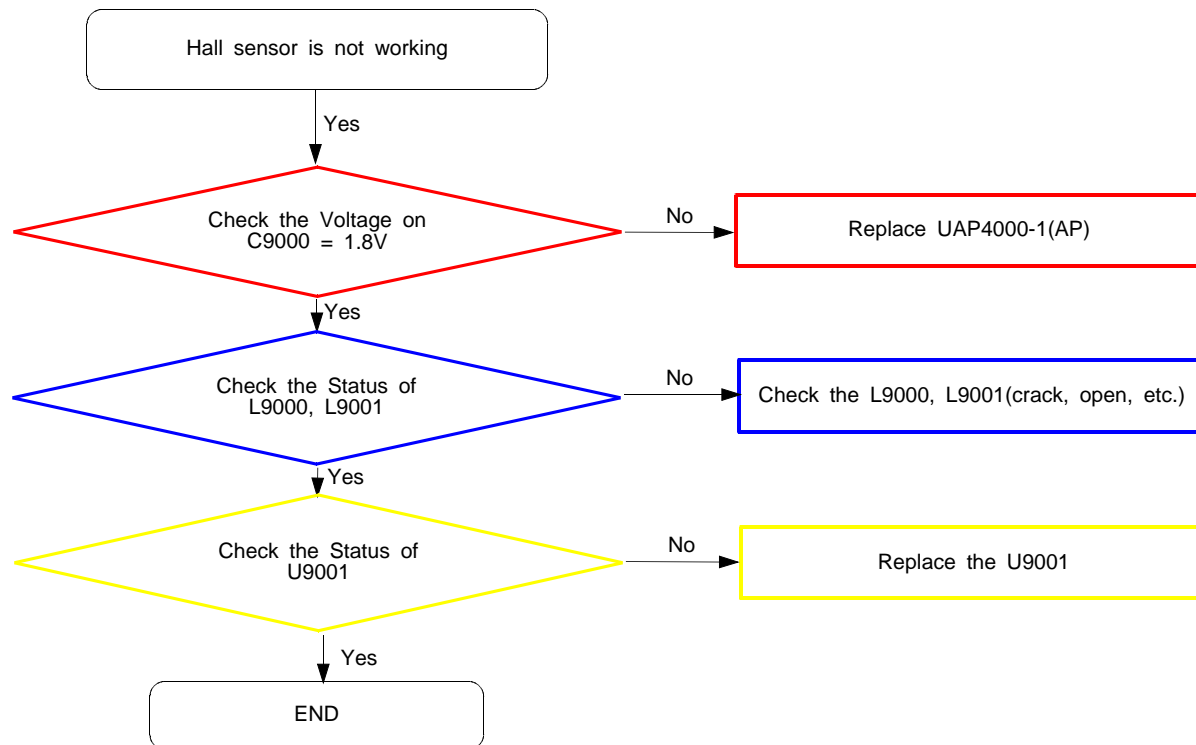 Hall sensor is not working
Yes
Check the Voltage on
C9000 = 1.8V
No
Replace UAP4000-1(AP)
Yes
Check the Status of
L9000, L9001
No
Check the L9000, L9001(crack, open, etc.)
Yes
Check the Status of
U9001
No
Replace the U9001
Yes
END